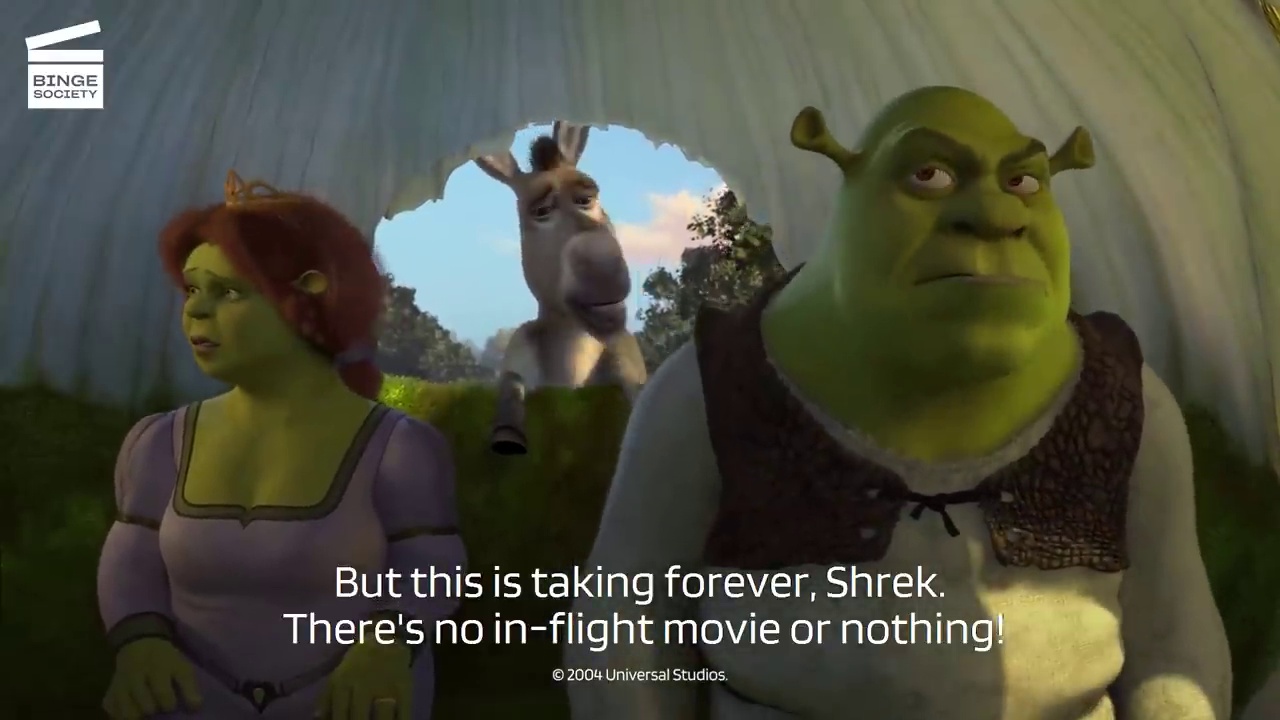 BINGE
SOCIETY
But this is taking forever, Shrek.
There's no in-flight movie or nothing!
© 2004 Universal Studios.